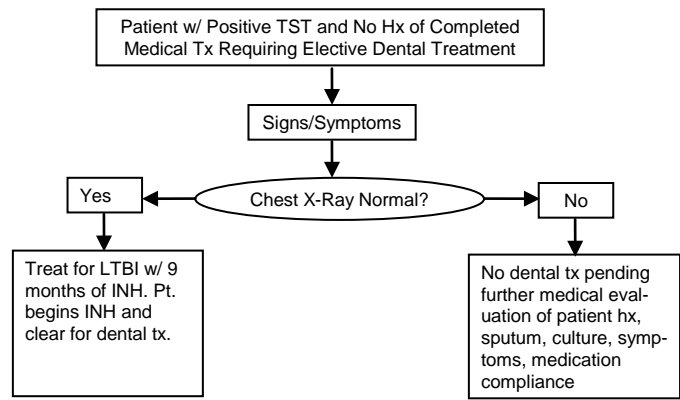 Patient w/ Positive TST and No Hx of Completed
Medical Tx Requiring Elective Dental Treatment
Signs/Symptoms
Chest X-Ray Normal?
Yes
No
Treat for LTBI w/ 9
months of INH. Pt.
begins INH and
clear for dental tx.
No dental tx pending
further medical eval-
uation of patient hx,
sputum, culture, symp-
toms, medication
compliance